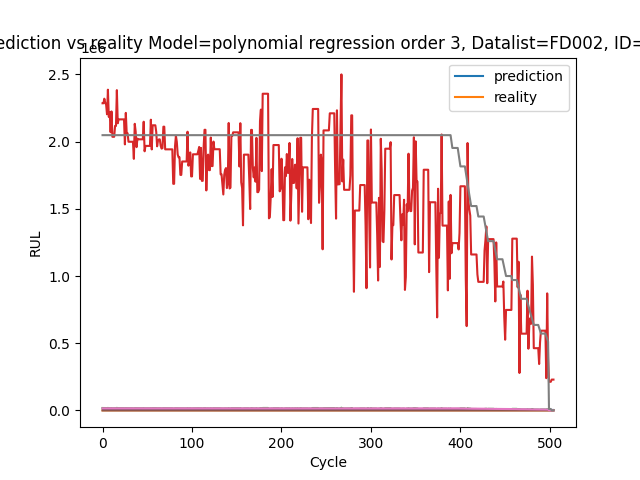 ediction vs reality Model=polynomial regression order 3, Datalist=FD002, ID=
1e6
2.5
2.0
1.5
1.0
0.5
0.0
RUL
0 100 200 300 400 500
Cycle
prediction
reality